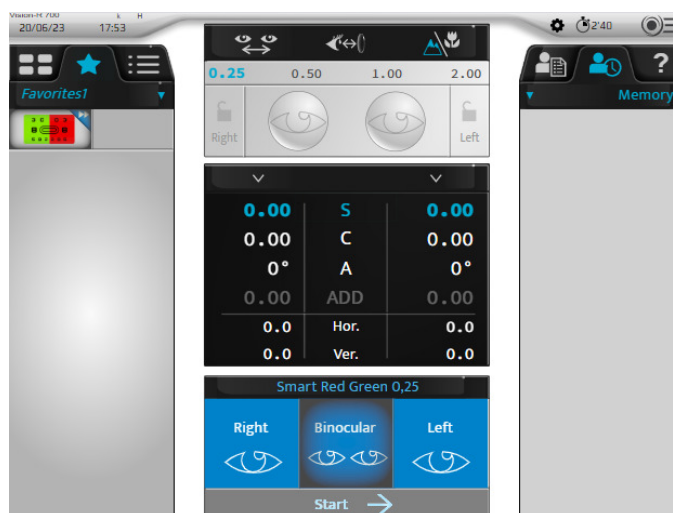 Vision-R 700
20/06/23 17:53
2'40
Favorites1
0.25 0.50 1.00 2.00
Right Left
?
Memory
0.00 S 0.00
0.00 C 0.00
0° A 0°
0.00 ADD 0.00
0.0 Hor. 0.0
0.0 Ver. 0.0
Smart Red Green 0,25
Right Binocular Left
Start